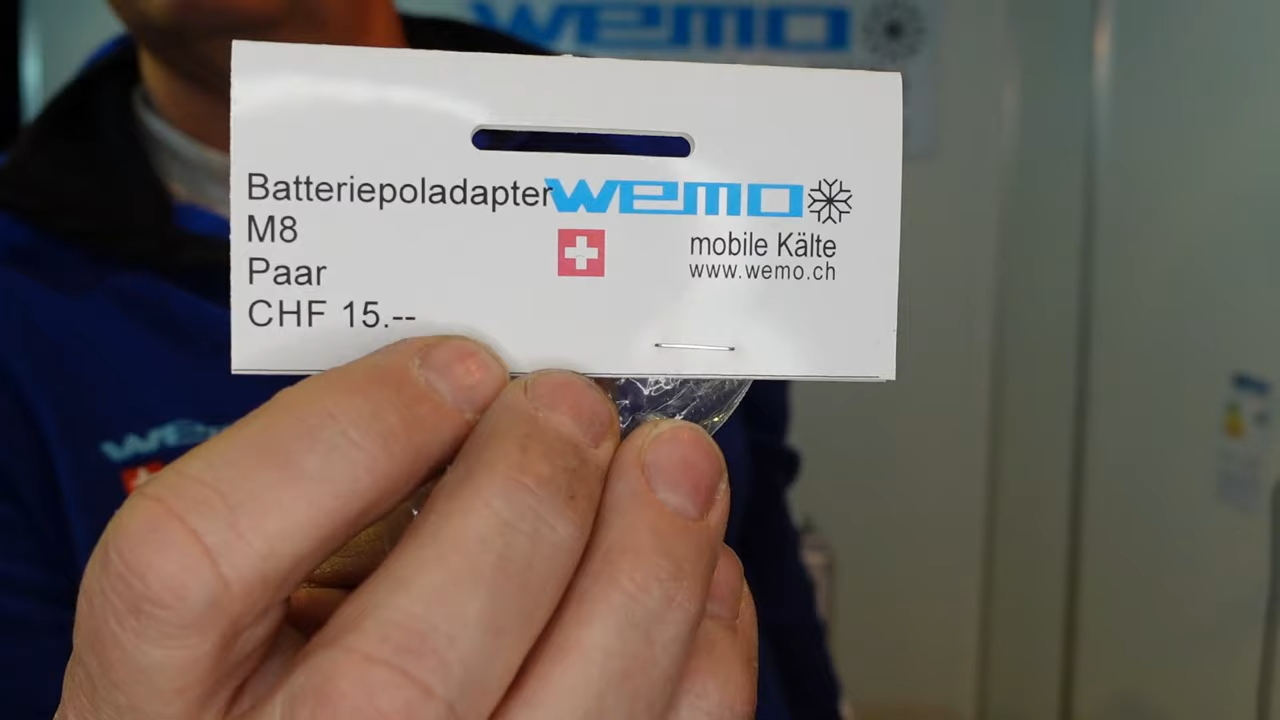 wemo
Batteriepoladapter
M8
Paar
CHF 15.--
wemo
mobile Kälte
www.wemo.ch